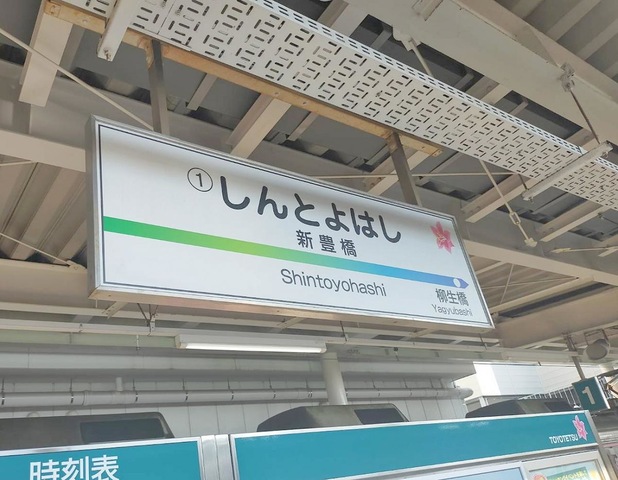 ① しんとよはし
新豊橋
Shintoyohashi
柳生橋
Yagyubashi
1
TOYOTETSU
時刻表